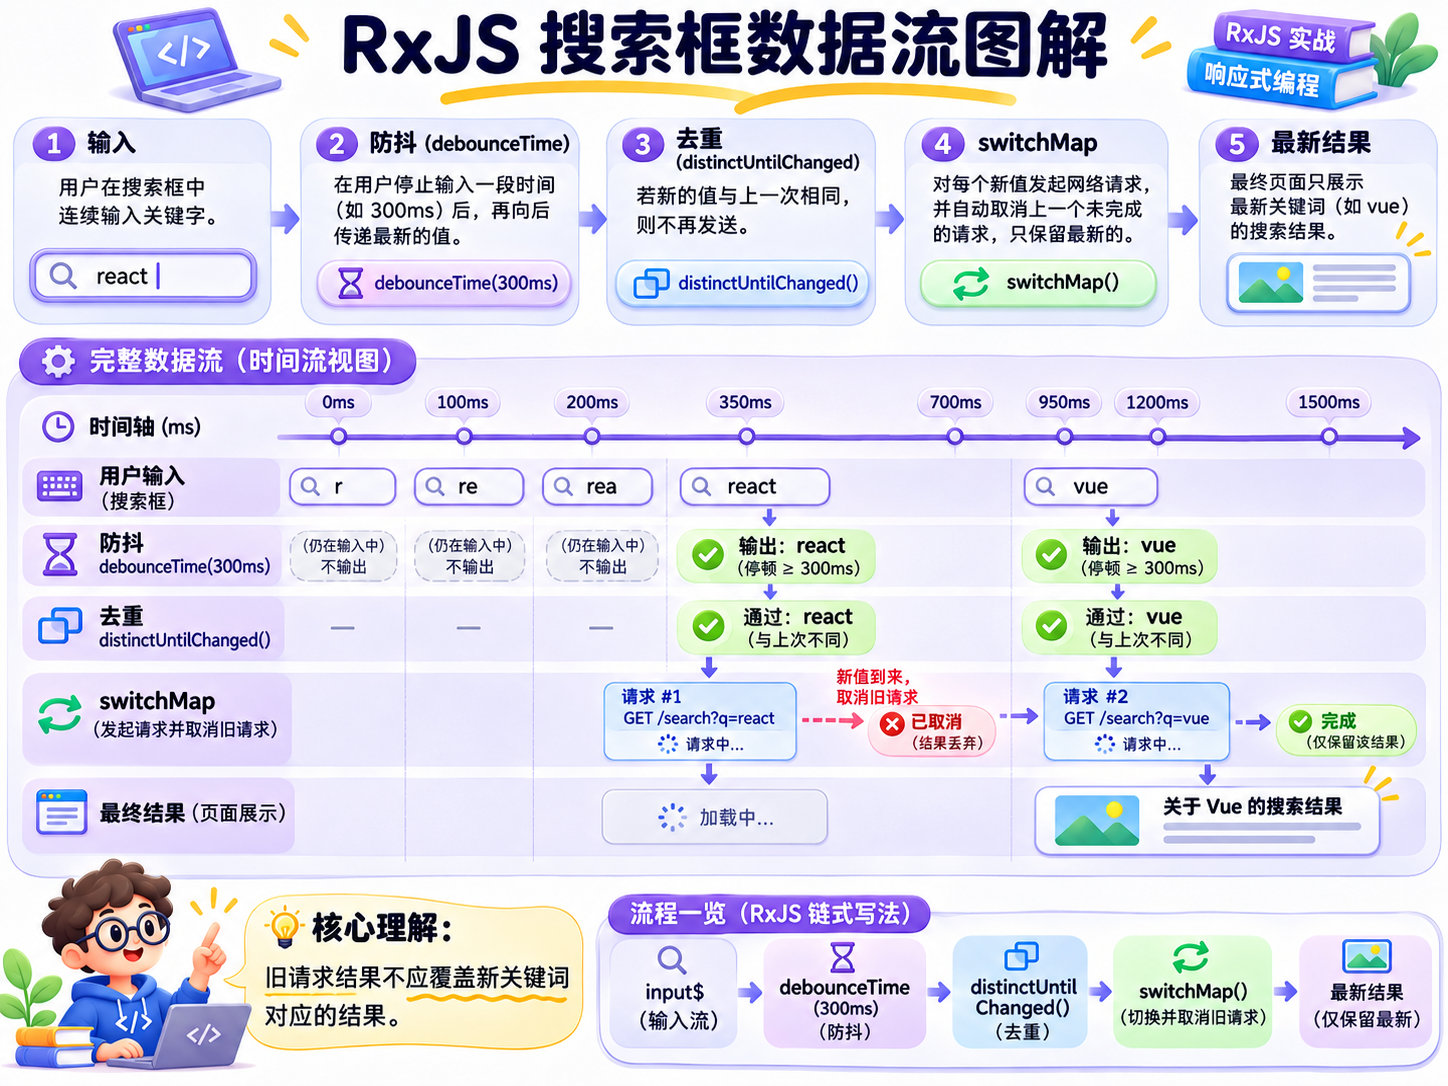 RxJS 搜索框数据流图解
</>
RxJS 实战
响应式编程
1 输入
用户在搜索框中
连续输入关键字。
react
2 防抖 (debounceTime)
在用户停止输入一段时间
（如 300ms）后，再向后
传递最新的值。
debounceTime(300ms)
3 去重
(distinctUntilChanged)
若新的值与上一次相同，
则不再发送。
distinctUntilChanged()
4 switchMap
对每个新值发起网络请求，
并自动取消上一个未完成
的请求，只保留最新的。
switchMap()
5 最新结果
最终页面只展示
最新关键词（如 vue）
的搜索结果。
完整数据流（时间流视图）
时间轴 (ms)
0ms 100ms 200ms 350ms 700ms 950ms 1200ms 1500ms
用户输入
（搜索框）
r re rea react vue
防抖
debounceTime(300ms)
（仍在输入中）
不输出
（仍在输入中）
不输出
（仍在输入中）
不输出
输出：react
（停顿 ≥ 300ms）
输出：vue
（停顿 ≥ 300ms）
去重
distinctUntilChanged()
— — —
通过：react
（与上次不同）
通过：vue
（与上次不同）
switchMap
（发起请求并取消旧请求）
请求 #1
GET /search?q=react
请求中...
新值到来，
取消旧请求
已取消
（结果丢弃）
请求 #2
GET /search?q=vue
请求中...
完成
（仅保留该结果）
最终结果（页面展示）
加载中...
关于 Vue 的搜索结果
</>
</>
核心理解：
旧请求结果不应覆盖新关键词
对应的结果。
流程一览（RxJS 链式写法）
input$
（输入流）
debounceTime
(300ms)
（防抖）
distinctUntil
Changed()
（去重）
switchMap()
（切换并取消旧请求）
最新结果
（仅保留最新）